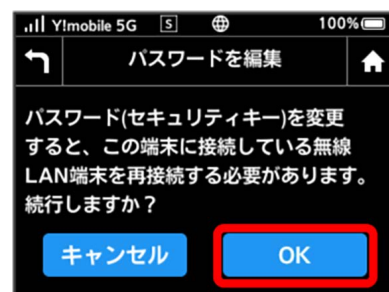 Y!mobile 5G S 100%
パスワードを編集
パスワード(セキュリティキー)を変更
すると、この端末に接続している無線
LAN端末を再接続する必要があります。
続行しますか？
キャンセル OK